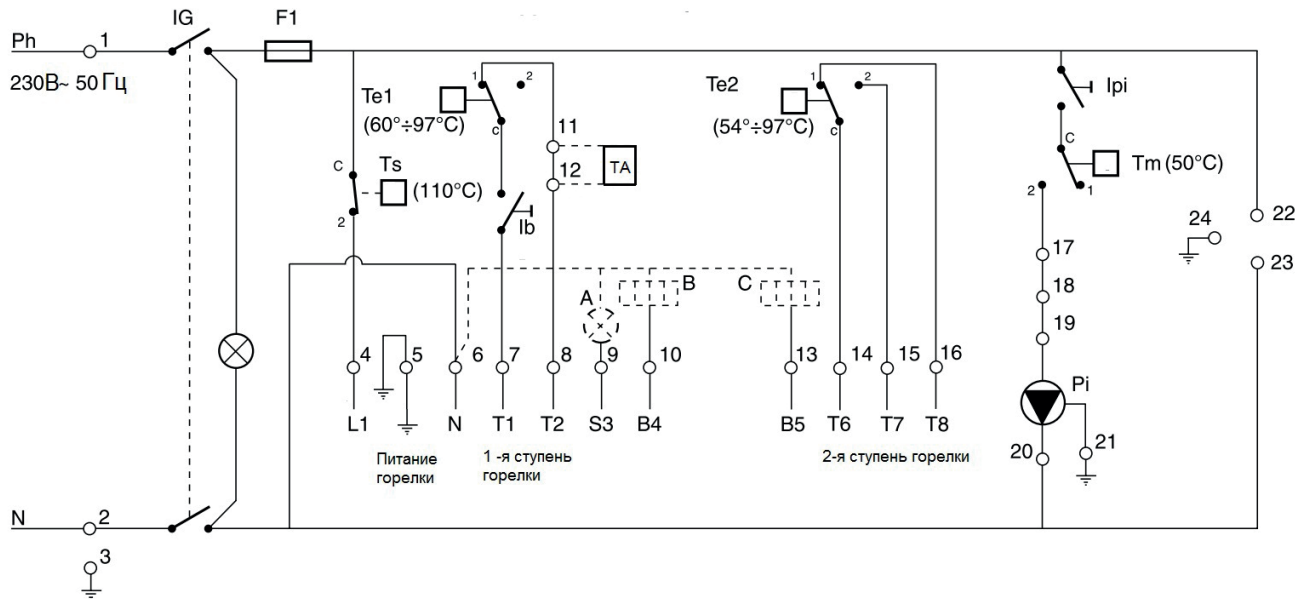 IG F1
Ph 1
230В~ 50 Гц
Te1 1 2
(60°÷97°C) c
11
12 TA
Te2 1 2
(54°÷97°C) c
Ipi
C
Tm (50°C)
2 1
C Ts
(110°C)
2
Ib
24 22
23
17
18
19
A B C
4 5 6 7 8 9 10 13 14 15 16
L1 N T1 T2 S3 B4 B5 T6 T7 T8
Pi
20 21
Питание
горелки
1 -я ступень
горелки
2-я ступень горелки
N 2
3